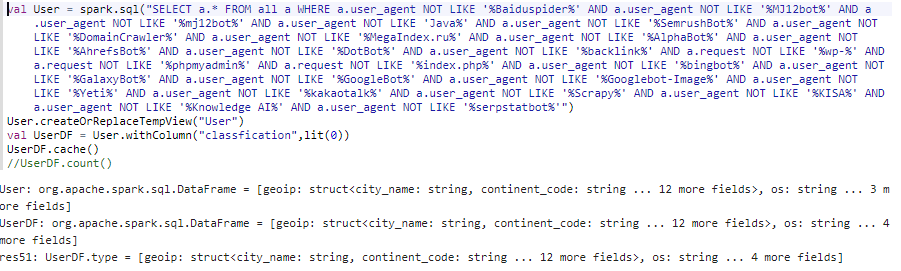 val User = spark.sql("SELECT a.* FROM all a WHERE a.user_agent NOT LIKE '%Baiduspider%' AND a.user_agent NOT LIKE '%MJ12bot%' AND a
.user_agent NOT LIKE '%mj12bot%' AND a.user_agent NOT LIKE 'Java%' AND a.user_agent NOT LIKE '%SemrushBot%' AND a.user_agent NOT
LIKE '%DomainCrawler%' AND a.user_agent NOT LIKE '%MegaIndex.ru%' AND a.user_agent NOT LIKE '%AlphaBot%' AND a.user_agent NOT
LIKE '%AhrefsBot%' AND a.user_agent NOT LIKE '%DotBot%' AND a.user_agent NOT LIKE '%backlink%' AND a.request NOT LIKE '%wp-%' AND
a.request NOT LIKE '%phpmyadmin%' AND a.request NOT LIKE '%index.php%' AND a.user_agent NOT LIKE '%bingbot%' AND a.user_agent NOT
LIKE '%GalaxyBot%' AND a.user_agent NOT LIKE '%GoogleBot%' AND a.user_agent NOT LIKE '%Googlebot-Image%' AND a.user_agent NOT
LIKE '%Yeti%' AND a.user_agent NOT LIKE '%kakaotalk%' AND a.user_agent NOT LIKE '%Scrapy%' AND a.user_agent NOT LIKE '%KISA%' AND
a.user_agent NOT LIKE '%Knowledge AI%' AND a.user_agent NOT LIKE '%serpstatbot%'")
User.createOrReplaceTempView("User")
val UserDF = User.withColumn("classfication",lit(0))
UserDF.cache()
//UserDF.count()
User: org.apache.spark.sql.DataFrame = [geoip: struct<city_name: string, continent_code: string ... 12 more fields>, os: string ... 3 m
ore fields]
UserDF: org.apache.spark.sql.DataFrame = [geoip: struct<city_name: string, continent_code: string ... 12 more fields>, os: string ... 4
more fields]
res51: UserDF.type = [geoip: struct<city_name: string, continent_code: string ... 12 more fields>, os: string ... 4 more fields]